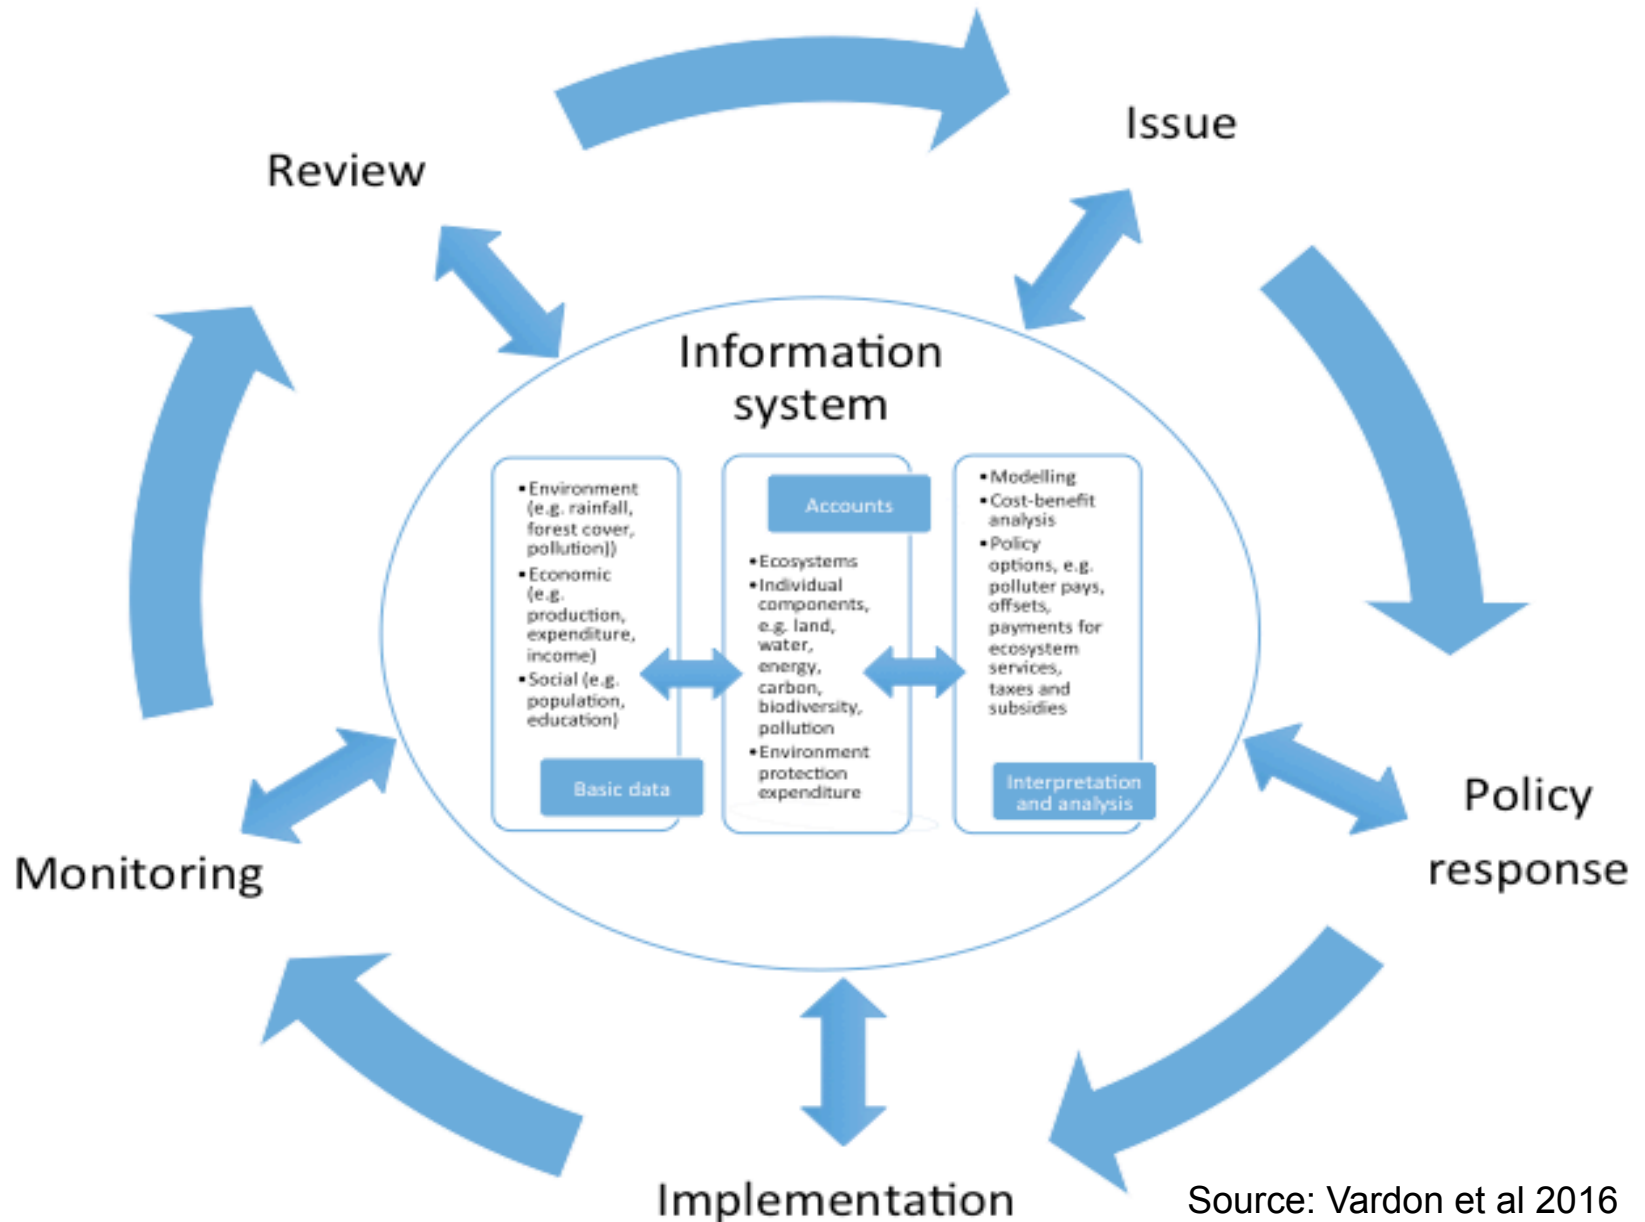 Review
Issue
Information
system
▪Environment
(e.g. rainfall,
forest cover,
pollution))
▪Economic
(e.g.
production,
expenditure,
income)
▪Social (e.g.
population,
education)
Basic data
Accounts
▪Ecosystems
▪Individual
components,
e.g. land,
water,
energy,
carbon,
biodiversity,
pollution
▪Environment
protection
expenditure
▪Modelling
▪Cost-benefit
analysis
▪Policy
options, e.g.
polluter pays,
offsets,
payments for
ecosystem
services,
taxes and
subsidies
Interpretation
and analysis
Policy
response
Monitoring
Implementation
Source: Vardon et al 2016